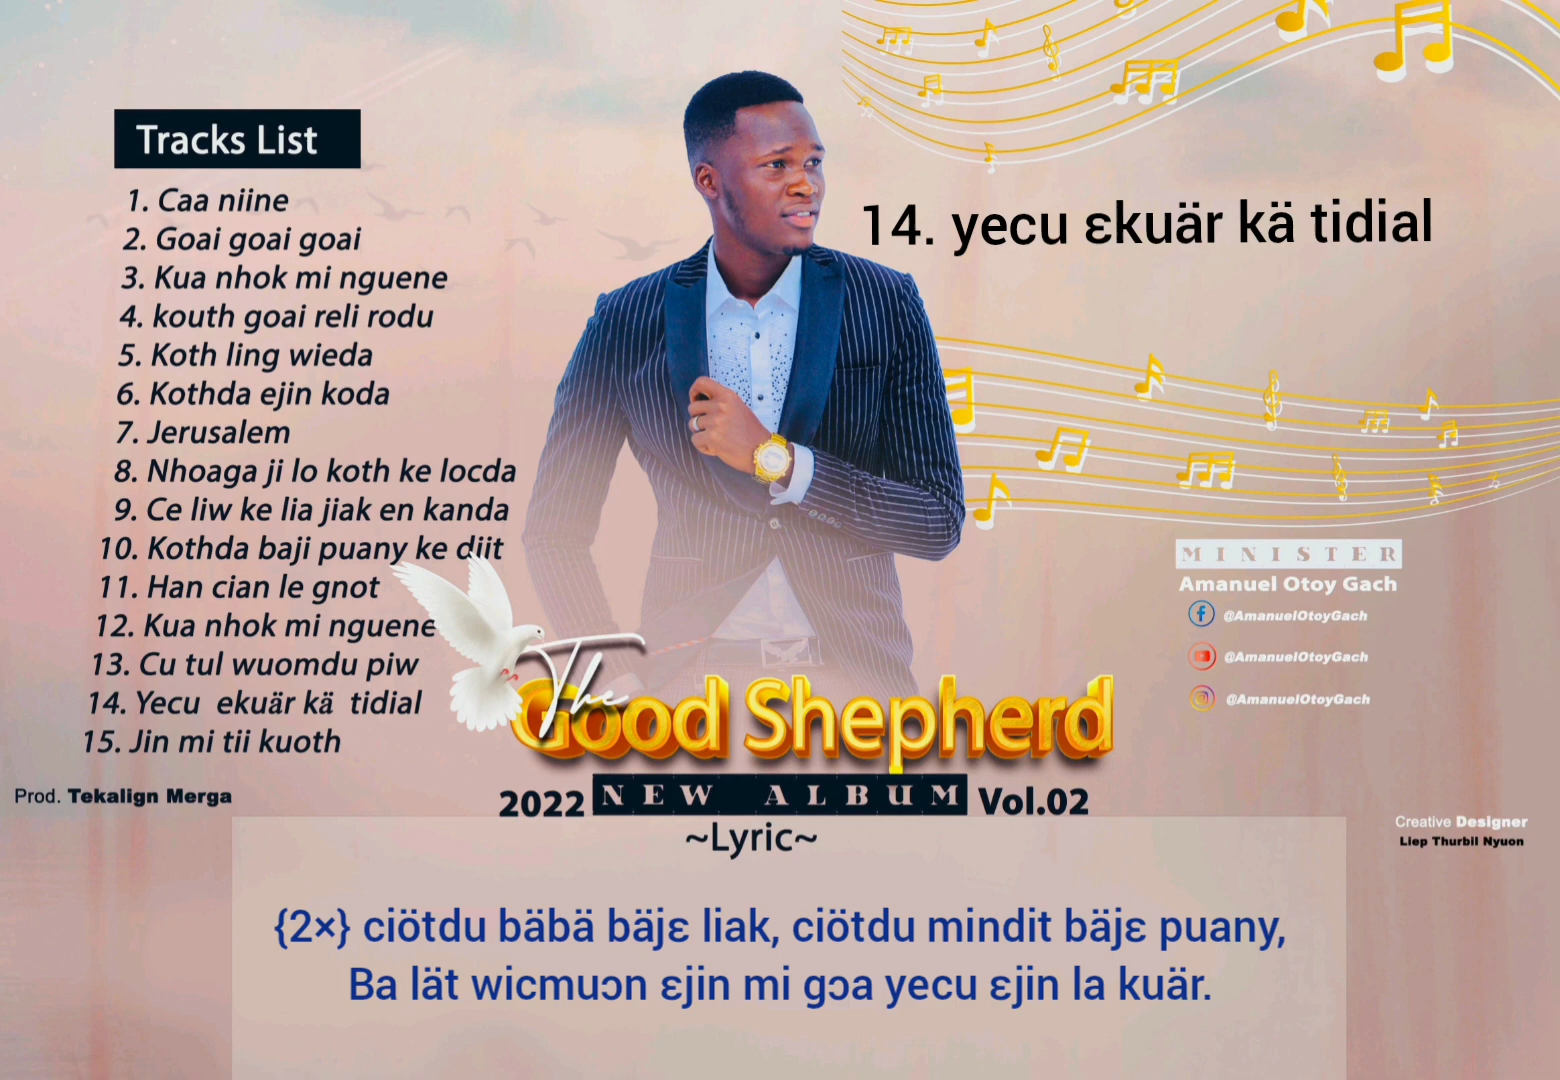 Tracks List
1. Caa niine
2. Goai goai goai
3. Kua nhok mi nguene
4. kouth goai reli rodu
5. Koth ling wieda
6. Kothda ejin koda
7. Jerusalem
8. Nhoaga ji lo koth ke locda
9. Ce liw ke lia jiak en kanda
10. Kothda baji puany ke diit
11. Han cian le gnot
12. Kua nhok mi nguene
13. Cu tul wuomdu piw
14. Yecu ekuär kä tidial
15. Jin mi tii kuoth
Prod. Tekalign Merga
14. yecu ɛkuär kä tidial
MINISTER
Amanuel Otoy Gach
@AmanuelOtoyGach
@AmanuelOtoyGach
@AmanuelOtoyGach
The
Good Shepherd
2022 NEW ALBUM Vol.02
Creative Designer
Liep Thurbil Nyuon
~Lyric~
{2×} ciötdu bäbä bäjɛ liak, ciötdu mindit bäjɛ puany,
Ba lät wicmuɔn ɛjin mi gɔa yecu ɛjin la kuär.